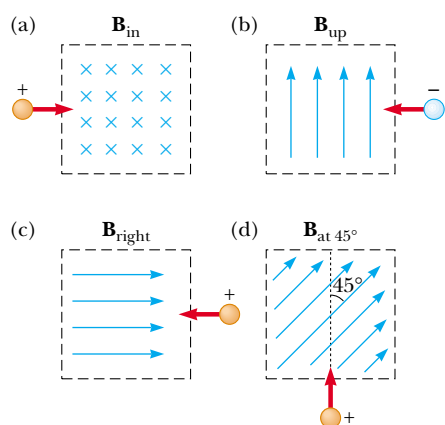 (a) B_in
+
(b) B_up
−
(c) B_right
+
(d) B_at 45°
45°
+